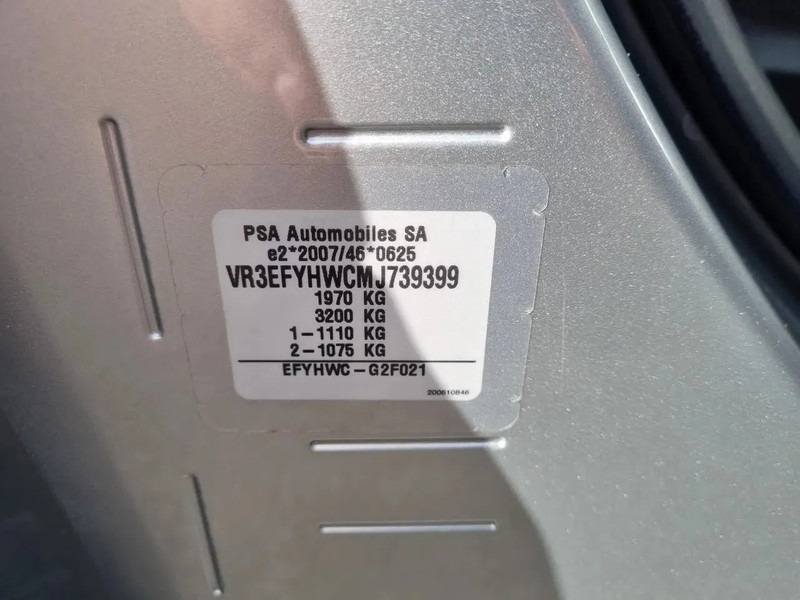 PSA Automobiles SA
e2*2007/46*0625
VR3EFYHWCMJ739399
1970 KG
3200 KG
1-1110 KG
2-1075 KG
EFYHWC-G2F021
200610846